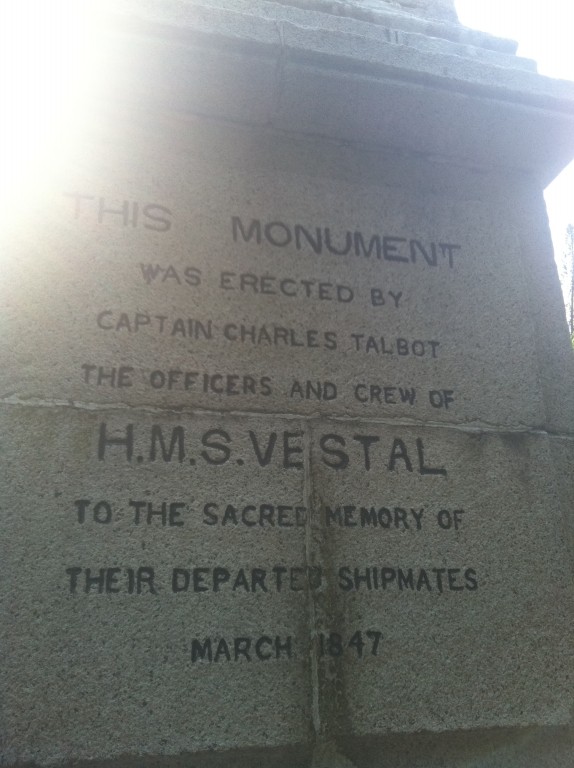 THIS MONUMENT
WAS ERECTED BY
CAPTAIN CHARLES TALBOT
THE OFFICERS AND CREW OF
H.M.S. VESTAL
TO THE SACRED MEMORY OF
THEIR DEPARTED SHIPMATES
MARCH 1847